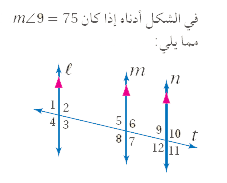 في الشكل أدناه إذا كان m∠9 = 75
مما يلي:
ℓ m n
1 2 5 6 9 10
4 3 8 7 12 11 t